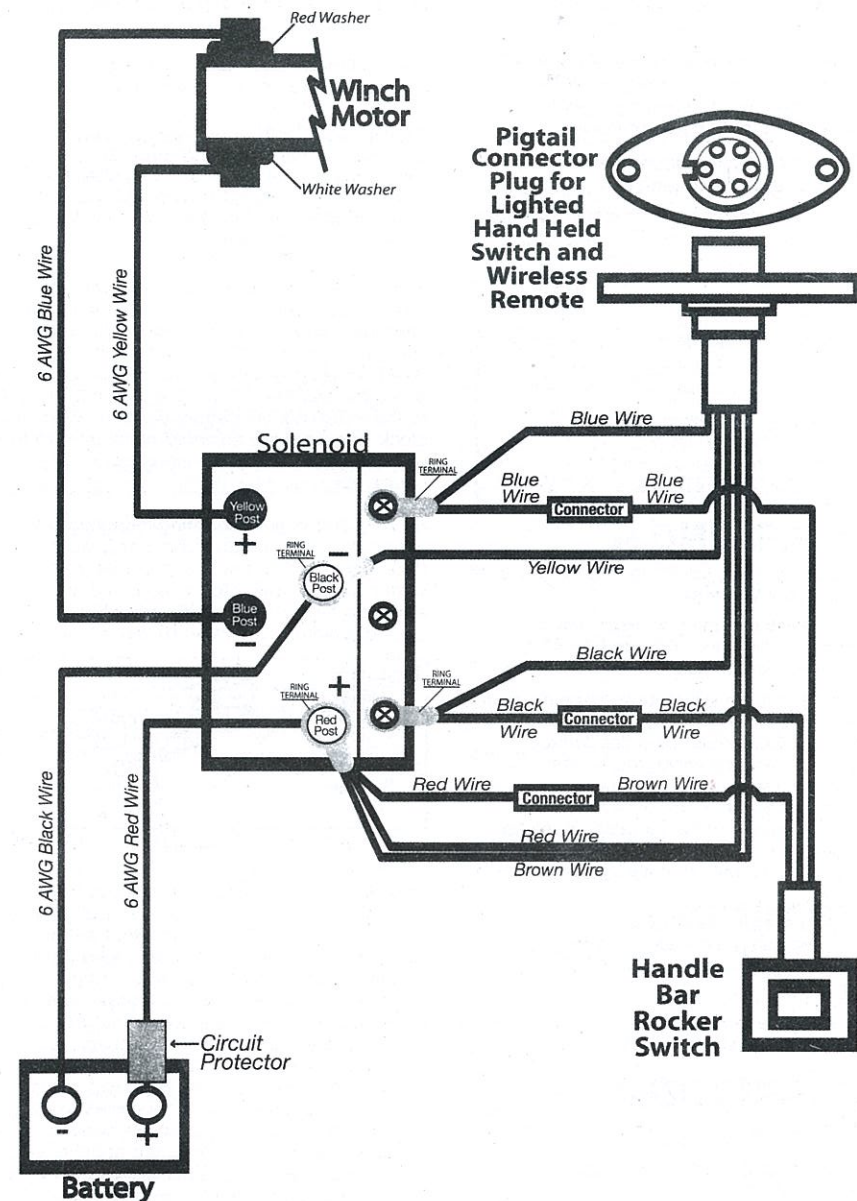 Red Washer
Winch
Motor
White Washer
6 AWG Blue Wire
6 AWG Yellow Wire
Pigtail
Connector
Plug for
Lighted
Hand Held
Switch and
Wireless
Remote
Solenoid
Blue Wire
RING
TERMINAL
Blue
Wire
Connector
Blue
Wire
Yellow
Post
+
RING
TERMINAL
-
Black
Post
Yellow Wire
Blue
Post
-
Black Wire
RING
TERMINAL
+
RING
TERMINAL
Red
Post
Black
Wire
Connector
Black
Wire
Red Wire
Connector
Brown Wire
Red Wire
Brown Wire
6 AWG Black Wire
6 AWG Red Wire
Handle
Bar
Rocker
Switch
Circuit
Protector
-
+
Battery